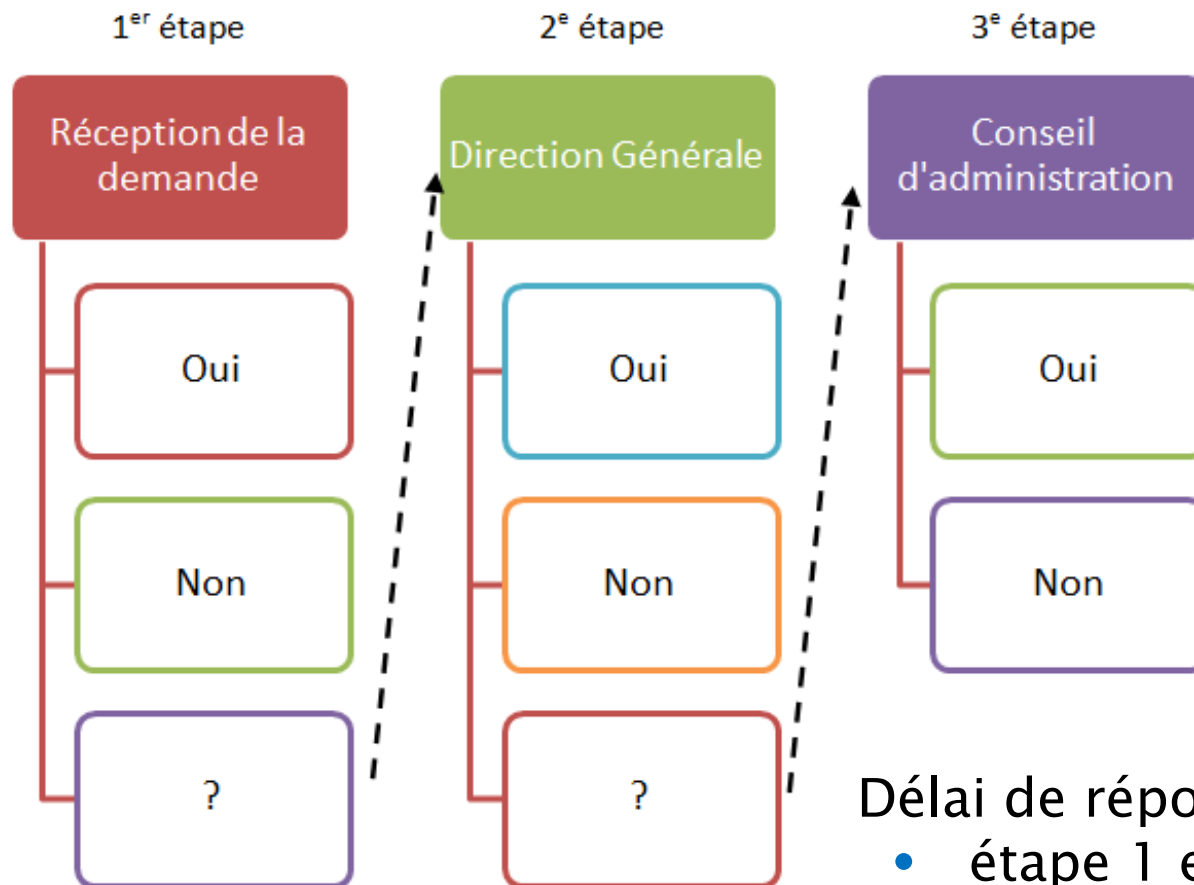 1er étape
2e étape
3e étape
Réception de la
demande
Direction Générale
Conseil
d'administration
Oui
Oui
Oui
Non
Non
Non
?
?
Délai de répo
• étape 1 e